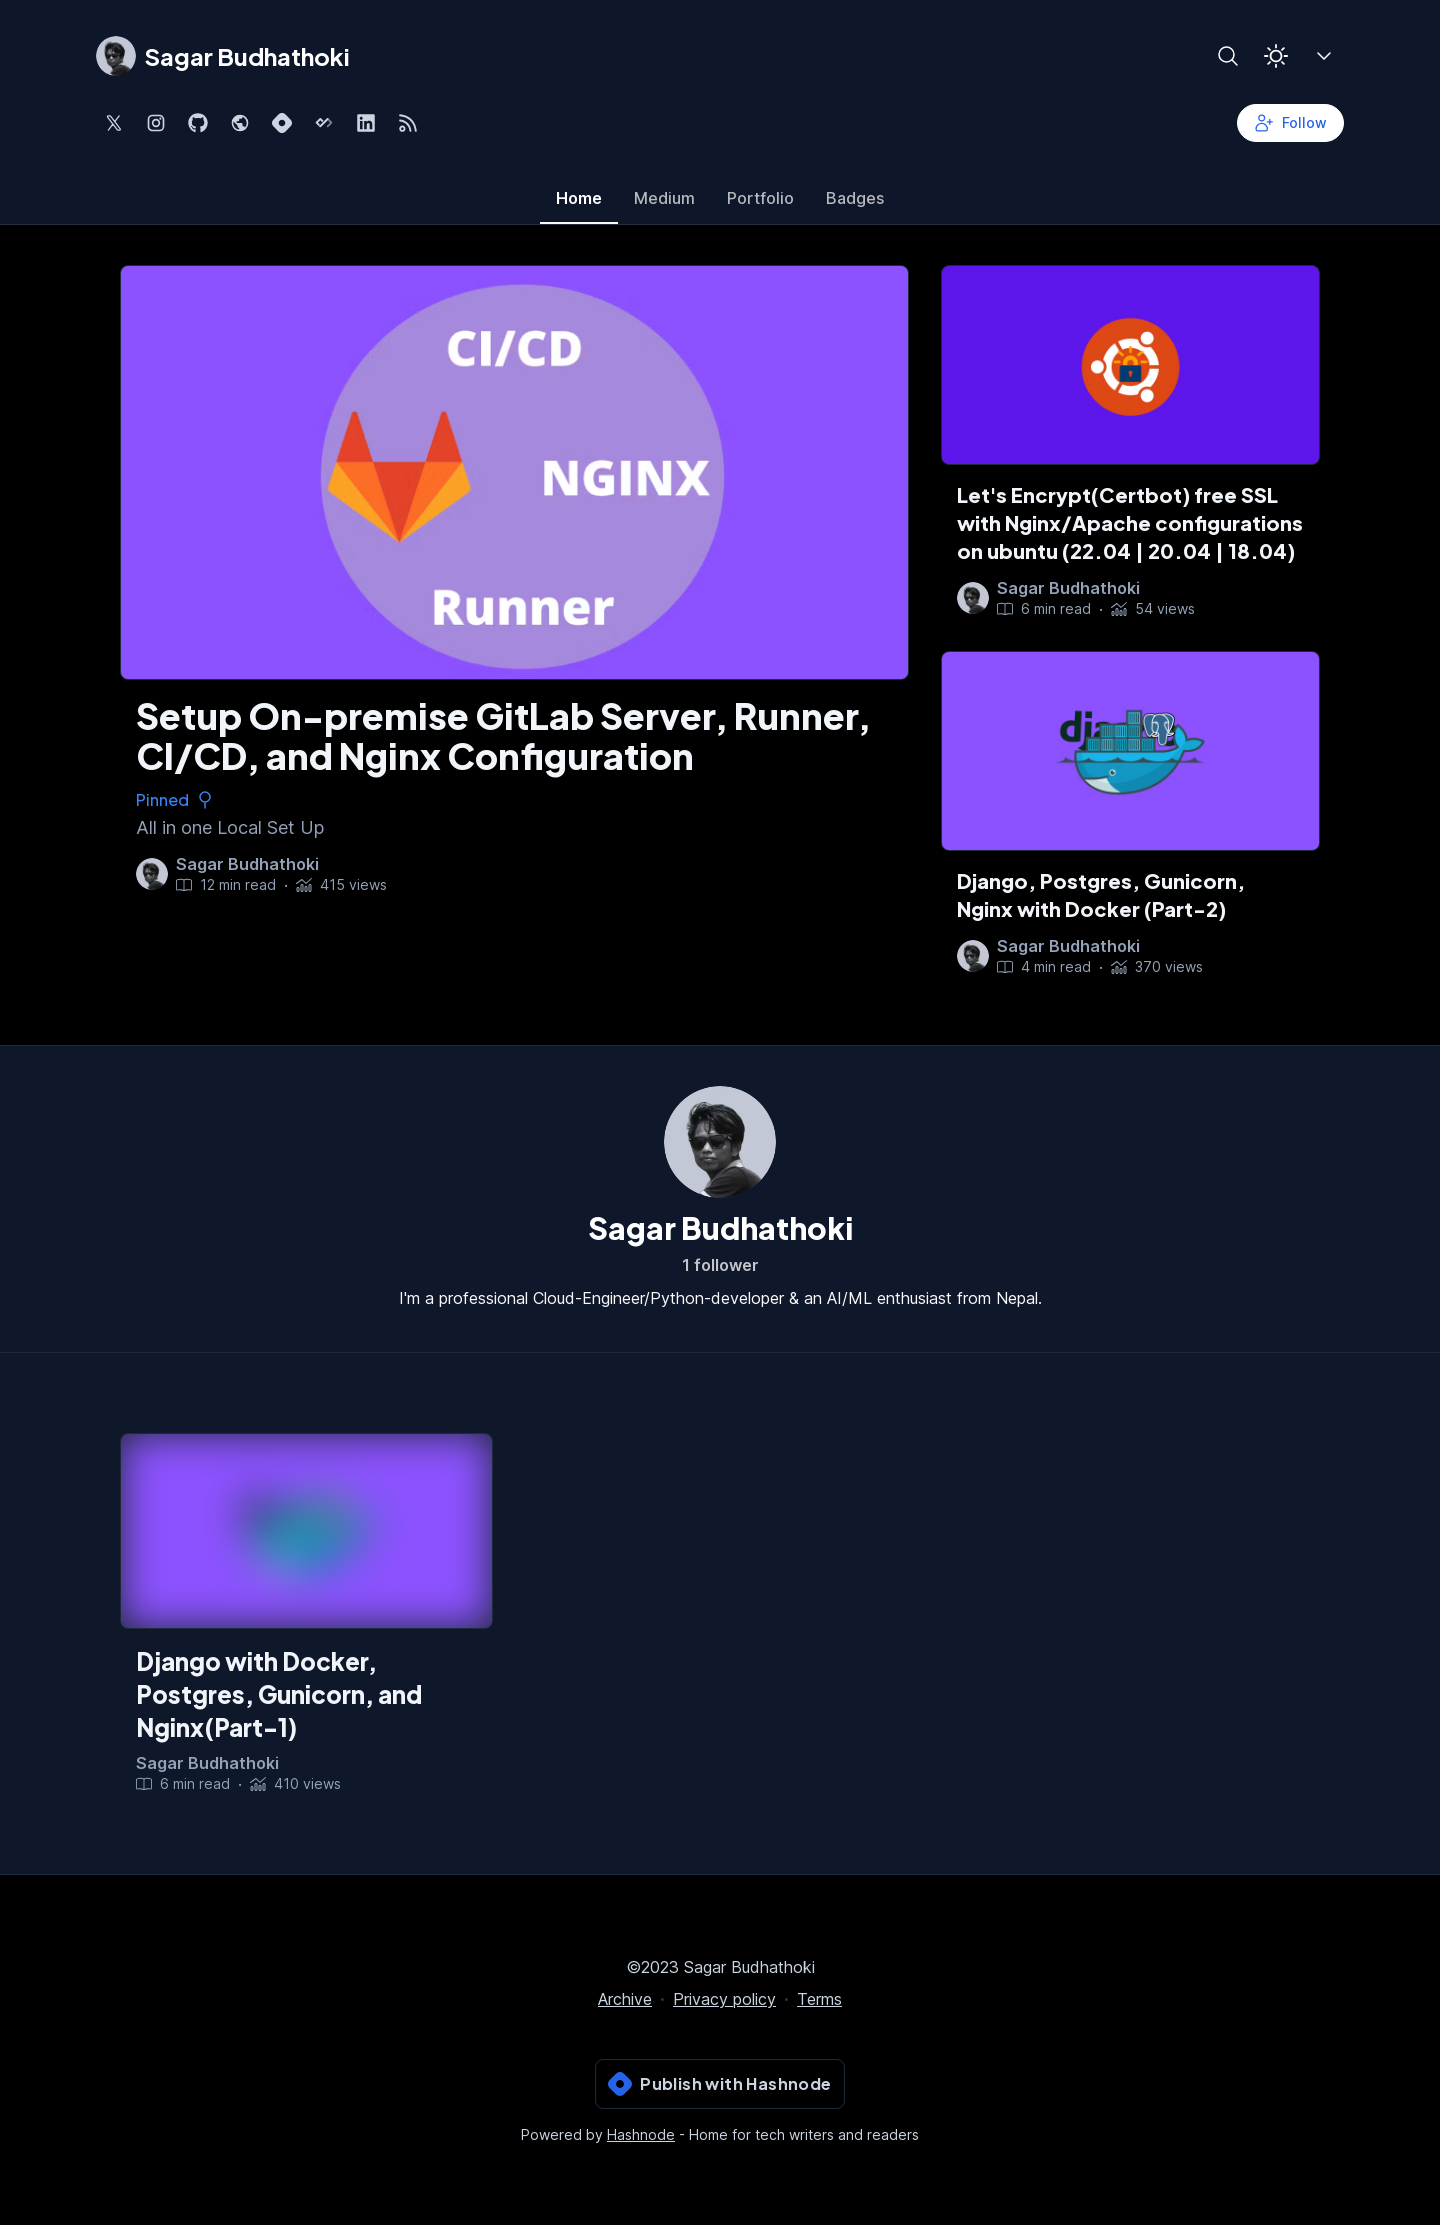 Sagar Budhathoki
Follow
Home
Medium
Portfolio
Badges
CI/CD
NGINX
Runner
Setup On-premise GitLab Server, Runner,
CI/CD, and Nginx Configuration
Pinned
All in one Local Set Up
Sagar Budhathoki
12 min read · 415 views
Let's Encrypt(Certbot) free SSL
with Nginx/Apache configurations
on ubuntu (22.04 | 20.04 | 18.04)
Sagar Budhathoki
6 min read · 54 views
django
Django, Postgres, Gunicorn,
Nginx with Docker (Part-2)
Sagar Budhathoki
4 min read · 370 views
Sagar Budhathoki
1 follower
I'm a professional Cloud-Engineer/Python-developer & an AI/ML enthusiast from Nepal.
Django with Docker,
Postgres, Gunicorn, and
Nginx(Part-1)
Sagar Budhathoki
6 min read · 410 views
©2023 Sagar Budhathoki
Archive · Privacy policy · Terms
Publish with Hashnode
Powered by Hashnode - Home for tech writers and readers